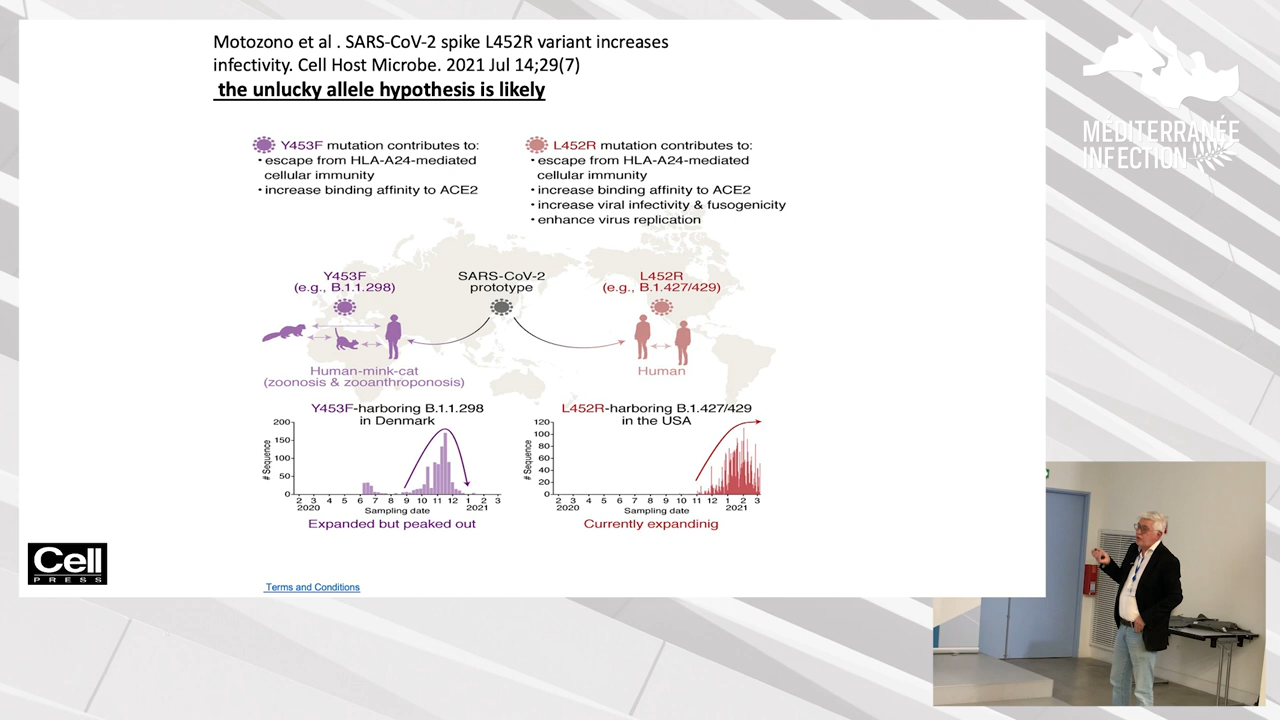 Motozono et al . SARS-CoV-2 spike L452R variant increases
infectivity. Cell Host Microbe. 2021 Jul 14;29(7)
the unlucky allele hypothesis is likely
MÉDITERRANÉE
INFECTION
Y453F mutation contributes to:
• escape from HLA-A24-mediated
cellular immunity
• increase binding affinity to ACE2
L452R mutation contributes to:
• escape from HLA-A24-mediated
cellular immunity
• increase binding affinity to ACE2
• increase viral infectivity & fusogenicity
• enhance virus replication
Y453F
(e.g., B.1.1.298)
SARS-CoV-2
prototype
L452R
(e.g., B.1.427/429)
Human-mink-cat
(zoonosis & zooanthroponosis)
Human
Y453F-harboring B.1.1.298
in Denmark
# Sequence
200
150
100
50
0
2 3 4 5 6 7 8 9 10 11 12 1 2 3
2020 2021
Sampling date
Expanded but peaked out
L452R-harboring B.1.427/429
in the USA
# Sequence
120
100
80
60
40
20
0
2 3 4 5 6 7 8 9 10 11 12 1 2 3
2020 2021
Sampling date
Currently expandinig
Cell
PRESS
Terms and Conditions